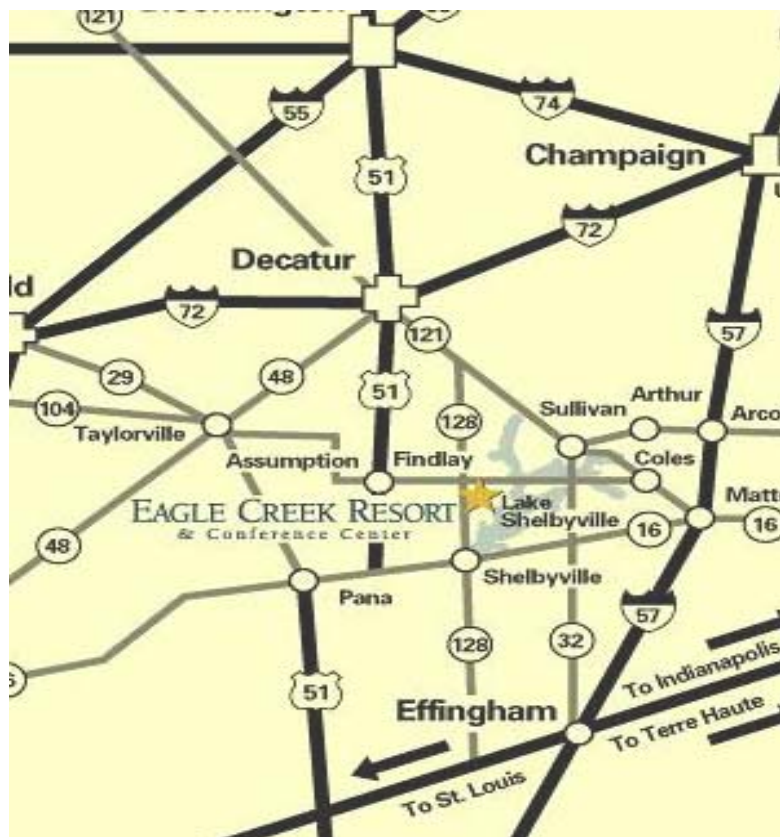 121
55
74
Champaign
51
72
Decatur
ld
72
57
121
29
48
51
Arthur
104
128
Sullivan
Arco
Taylorville
Assumption
Findlay
Coles
EAGLE CREEK RESORT
& Conference Center
Lake
Shelbyville
Matt
16
16
48
Shelbyville
Pana
57
128
32
51
Effingham
To Indianapolis
To Terre Haute
To St. Louis